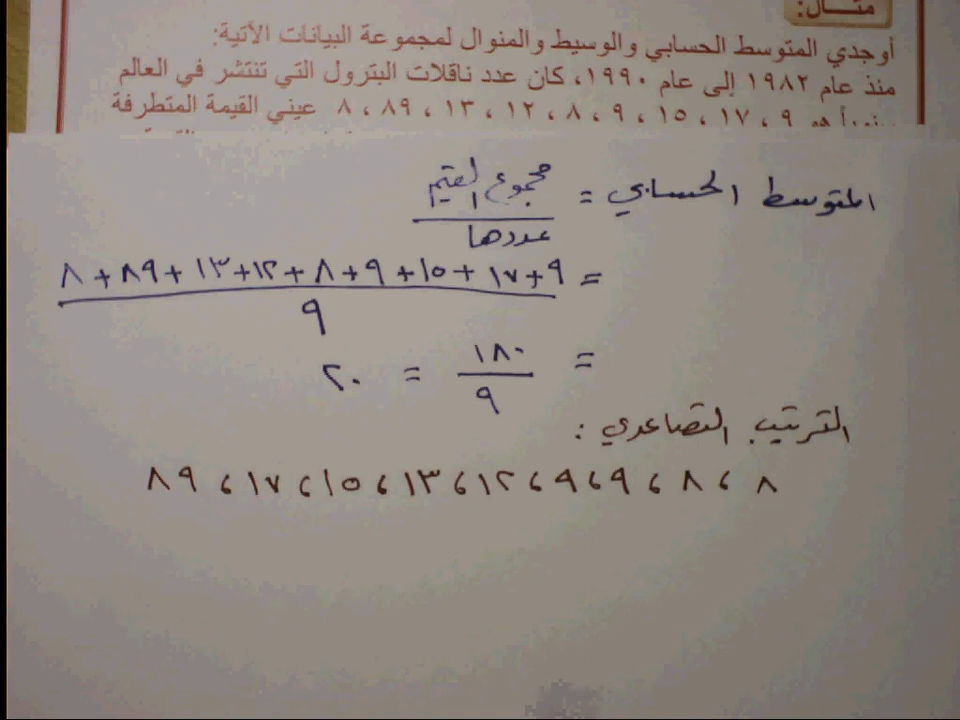 مثـــال:
أوجدي المتوسط الحسابي والوسيط والمنوال لمجموعة البيانات الآتية:
منذ عام ١٩٨٢ إلى عام ١٩٩٠، كان عدد ناقلات البترول التي تنتشر في العالم
٩ ، ١٧ ، ١٥ ، ٩ ، ٨ ، ١٢ ، ١٣ ، ٨٩ ، ٨ عيني القيمة المتطرفة
المتوسط الحسابي = مجموع القيم
عددها
= ٩+١٧+١٥+٩+٨+١٢+١٣+٨٩+٨
٩
= ١٨٠ = ٢٠
٩
الترتيب التصاعدي :
٨ ، ٨ ، ٩ ، ٩ ، ١٢ ، ١٣ ، ١٥ ، ١٧ ، ٨٩